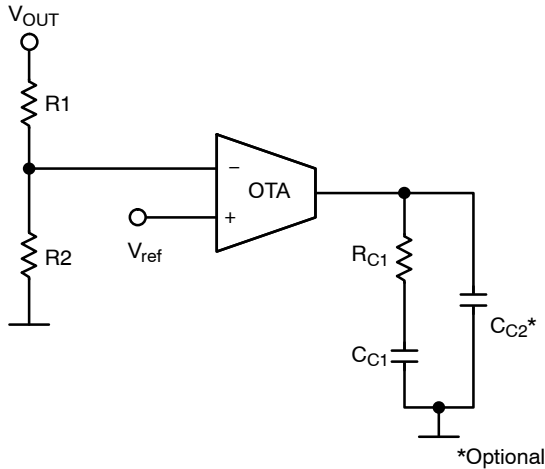 VOUT
R1
−
OTA
+
Vref
R2
RC1
CC1
CC2*
*Optional